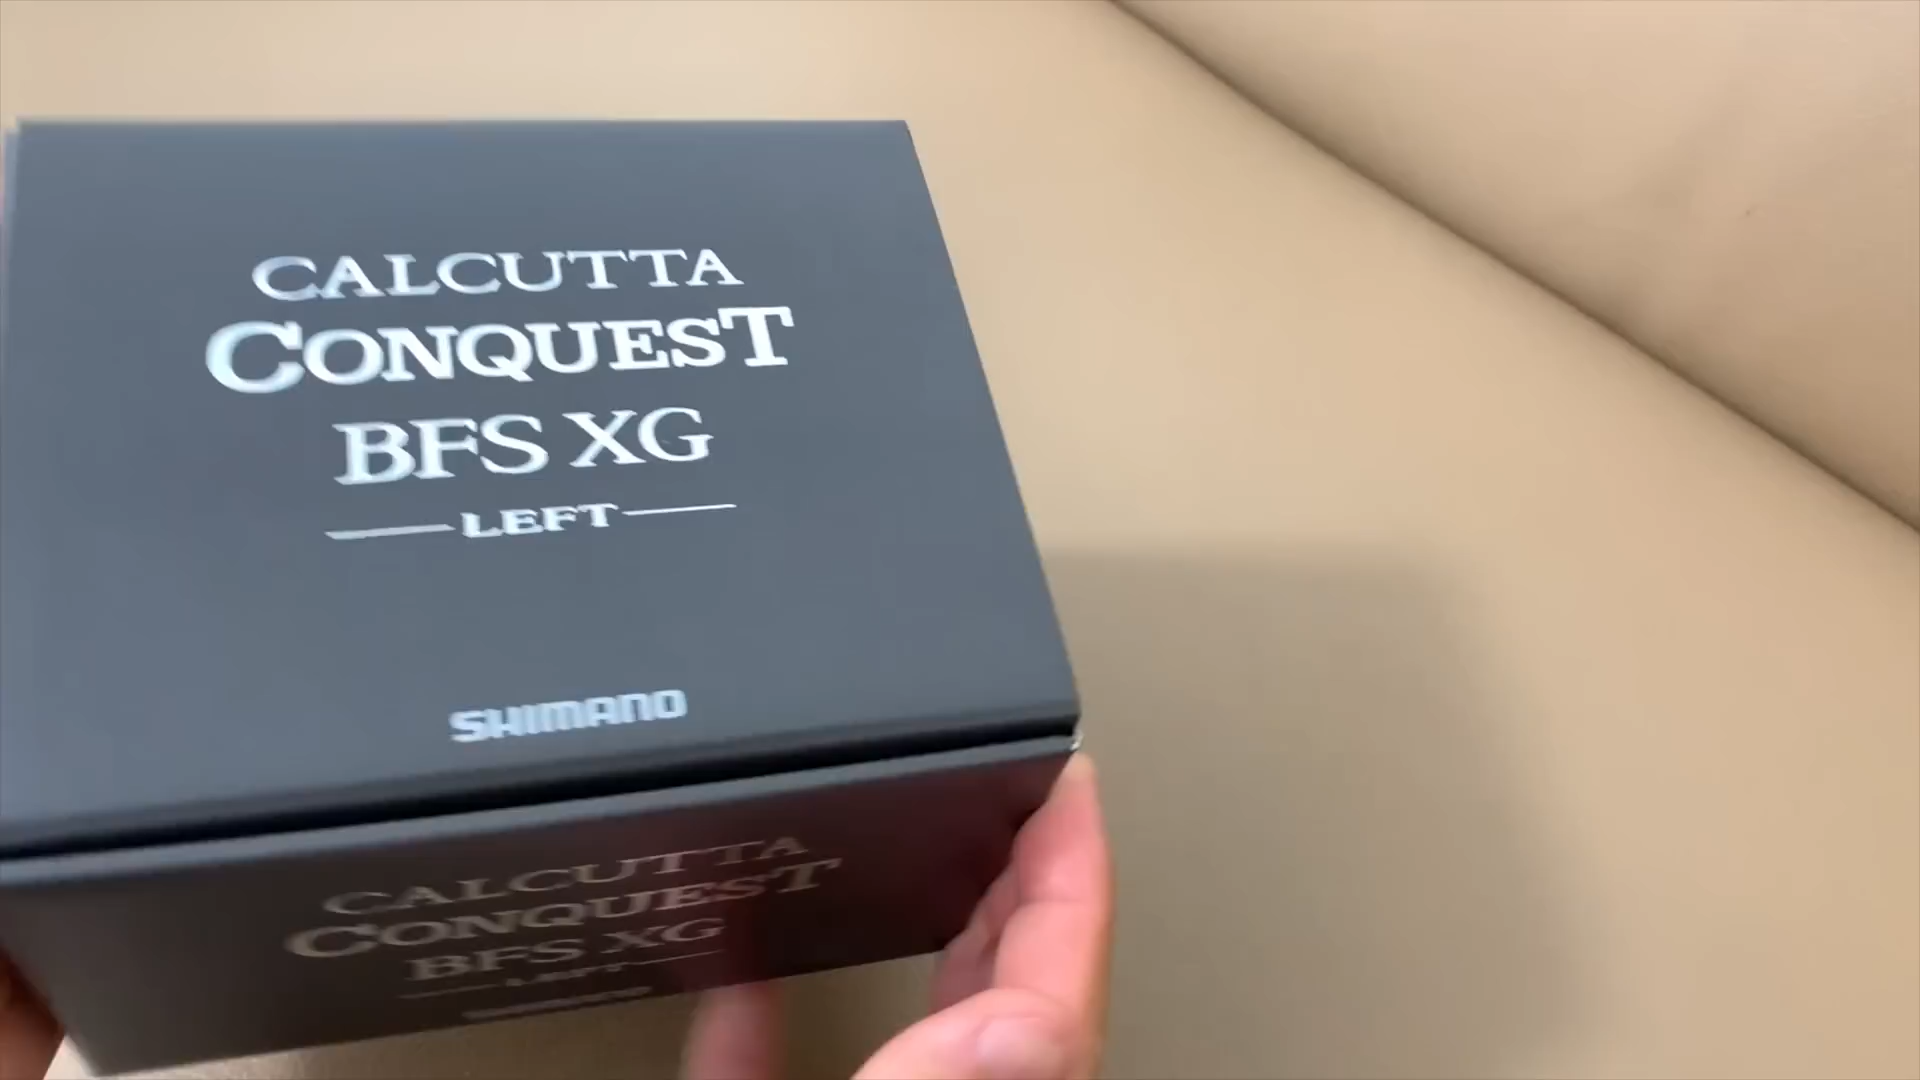 CALCUTTA
CONQUEST
BFS XG
LEFT
SHIMANO
CALCUTTA
CONQUEST
BFS XG
LEFT